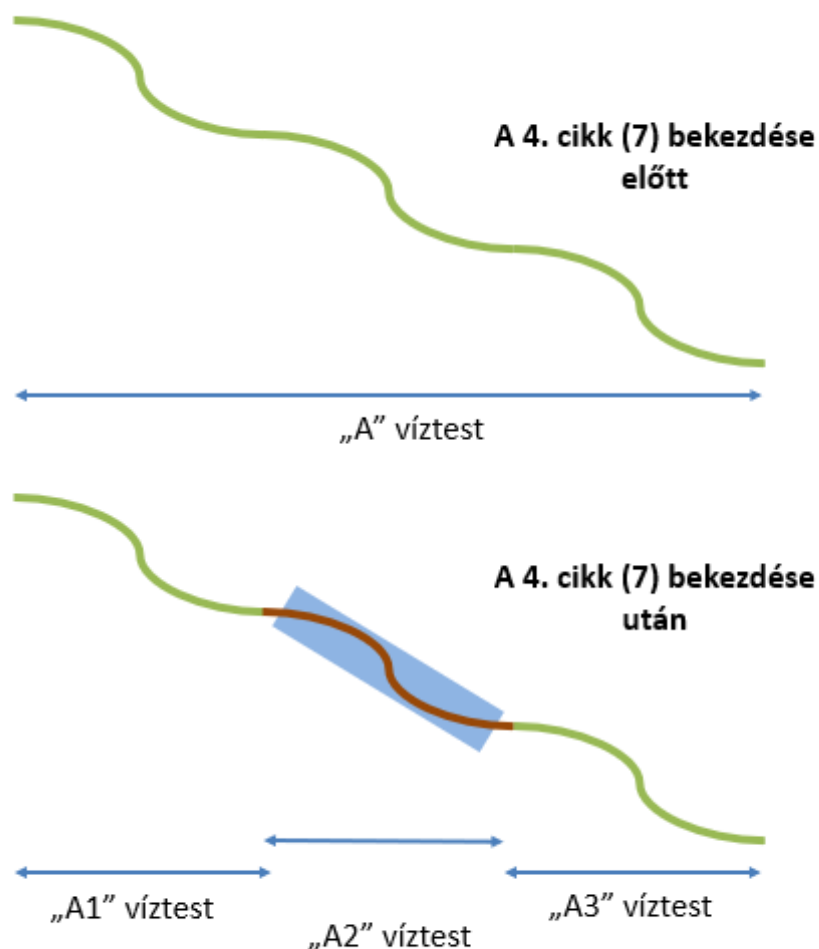 A 4. cikk (7) bekezdése
előtt
„A” víztest
A 4. cikk (7) bekezdése
után
„A1” víztest
„A2” víztest
„A3” víztest